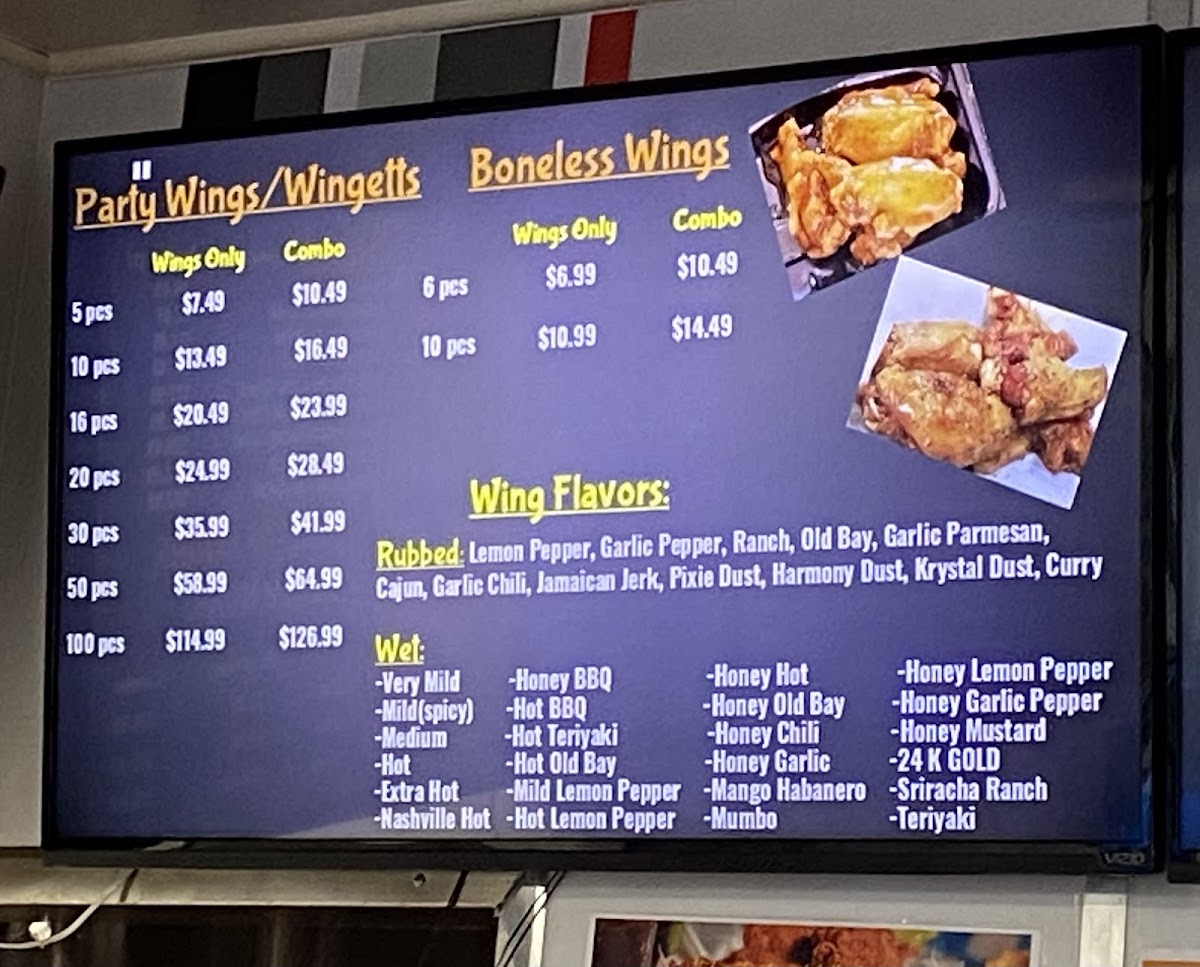 Party Wings/Wingetts
Wings Only Combo
5 pcs $7.49 $10.49
10 pcs $13.49 $16.49
16 pcs $20.49 $23.99
20 pcs $24.99 $28.49
30 pcs $35.99 $41.99
50 pcs $58.99 $64.99
100 pcs $114.99 $126.99
Boneless Wings
Wings Only Combo
6 pcs $6.99 $10.49
10 pcs $10.99 $14.49
Wing Flavors:
Rubbed: Lemon Pepper, Garlic Pepper, Ranch, Old Bay, Garlic Parmesan,
Cajun, Garlic Chili, Jamaican Jerk, Pixie Dust, Harmony Dust, Krystal Dust, Curry
Wet:
-Very Mild
-Mild(spicy)
-Medium
-Hot
-Extra Hot
-Nashville Hot
-Honey BBQ
-Hot BBQ
-Hot Teriyaki
-Hot Old Bay
-Mild Lemon Pepper
-Hot Lemon Pepper
-Honey Hot
-Honey Old Bay
-Honey Chili
-Honey Garlic
-Mango Habanero
-Mumbo
-Honey Lemon Pepper
-Honey Garlic Pepper
-Honey Mustard
-24 K GOLD
-Sriracha Ranch
-Teriyaki
VIZIO